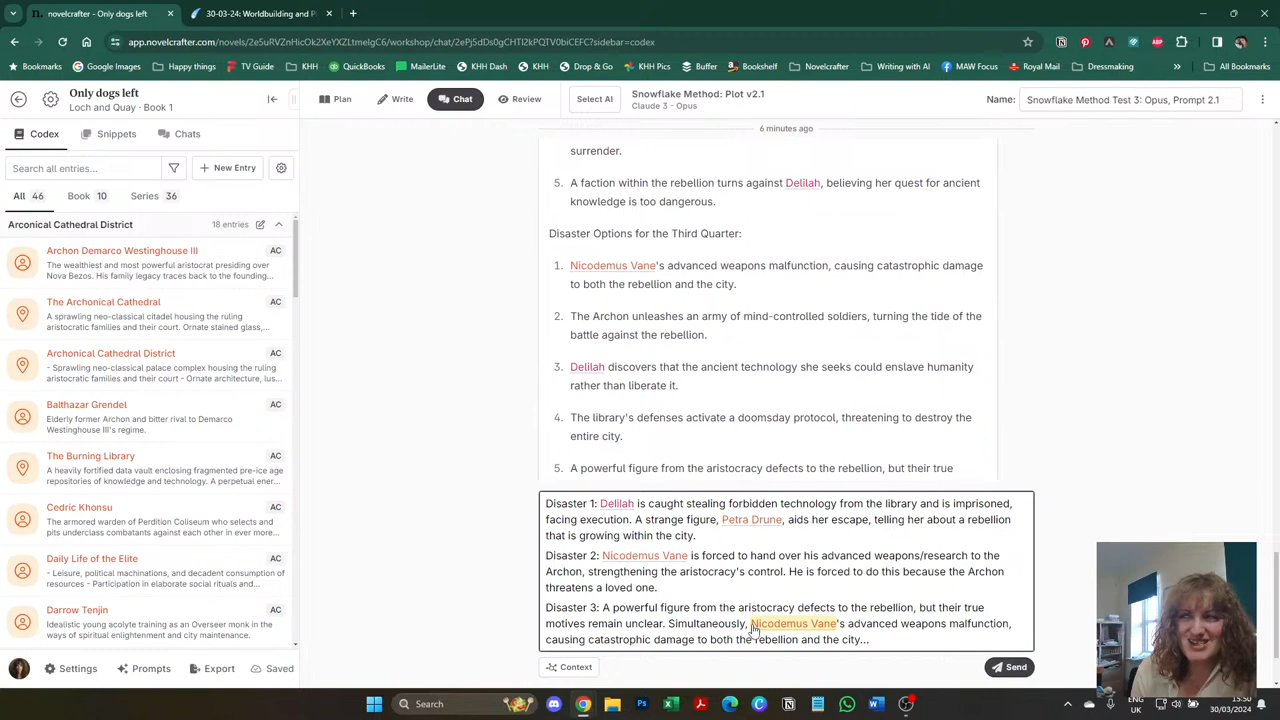 novelcrafter - Only dogs left
30-03-24: Worldbuilding and P
app.novelcrafter.com/novels/2e5uRVZnHicOk2XeYXZLtmelgC6/workshop/chat/2ePj5dDs0gCHTl2kPQTV0biCEFC?sidebar=codex
Bookmarks
Google Images
Happy things
TV Guide
KHH
QuickBooks
MailerLite
KHH Dash
Drop & Go
KHH Pics
Buffer
Bookshelf
Novelcrafter
Writing with AI
MAW Focus
All Bookmarks
Only dogs left
Loch and Quay - Book 1
Plan
Write
Chat
Review
Select AI
Snowflake Method: Plot v2.1
Claude 3 - Opus
Name:
Snowflake Method Test 3: Opus, Prompt 2.1
Codex
Snippets
Chats
Search all entries...
+ New Entry
All 46
Book 10
Series 36
Arconical Cathedral District
18 entries
Archon Demarco Westinghouse III
AC
The wealthiest and most powerful aristocrat presiding over
Nova Bezos. His family legacy traces back to the founding...
The Archonical Cathedral
AC
A sprawling neo-classical citadel housing the ruling
aristocratic families and their court. Ornate stained glass,...
Archonical Cathedral District
AC
- Sprawling neo-classical palace complex housing the ruling
aristocratic families and their court - Ornate architecture, lus...
Balthazar Grendel
AC
Elderly former Archon and bitter rival to Demarco
Westinghouse III's regime.
The Burning Library
AC
A heavily fortified data vault enclosing fragmented pre-ice age
repositories of knowledge and technology. A perpetual ener...
Cedric Khonsu
AC
The armored warden of Perdition Coliseum who selects and
pits underclass combatants against each other in ever mor...
Daily Life of the Elite
AC
- Leisure, political machinations, and decadent consumption of
resources - Participation in elaborate social rituals and...
Darrow Tenjin
AC
An eccentric Aristocrat Overseer Outside in the murky
ways of spiritual enlightenment and city maintenance.
Settings
Prompts
Export
Saved
6 minutes ago
surrender.
5. A faction within the rebellion turns against Delilah, believing her quest for ancient
knowledge is too dangerous.
Disaster Options for the Third Quarter:
1. Nicodemus Vane's advanced weapons malfunction, causing catastrophic damage
to both the rebellion and the city.
2. The Archon unleashes an army of mind-controlled soldiers, turning the tide of the
battle against the rebellion.
3. Delilah discovers that the ancient technology she seeks could enslave humanity
rather than liberate it.
4. The library's defenses activate a doomsday protocol, threatening to destroy the
entire city.
5. A powerful figure from the aristocracy defects to the rebellion, but their true
Disaster 1: Delilah is caught stealing forbidden technology from the library and is imprisoned,
facing execution. A strange figure, Petra Drune, aids her escape, telling her about a rebellion
that is growing within the city.
Disaster 2: Nicodemus Vane is forced to hand over his advanced weapons/research to the
Archon, strengthening the aristocracy's control. He is forced to do this because the Archon
threatens a loved one.
Disaster 3: A powerful figure from the aristocracy defects to the rebellion, but their true
motives remain unclear. Simultaneously, Nicodemus Vane's advanced weapons malfunction,
causing catastrophic damage to both the rebellion and the city...
Context
Send
Search
ENG
UK
15:50
30/03/2024